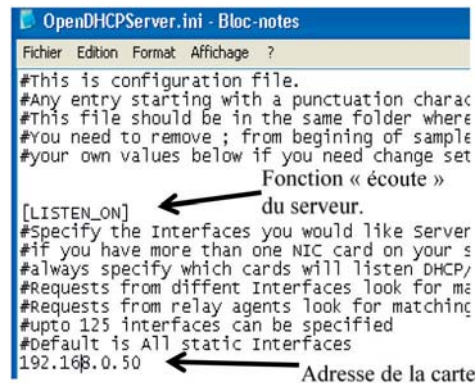 OpenDHCPServer.ini - Bloc-notes
Fichier Edition Format Affichage ?
#This is configuration file.
#Any entry starting with a punctuation charac
#This file should be in the same folder where
#You need to remove ; from begining of sample
#your own values below if you need change set
Fonction « écoute »
du serveur.
[LISTEN_ON]
#Specify the Interfaces you would like Server
#if you have more than one NIC card on your s
#always specify which cards will listen DHCP/
#Requests from diffent Interfaces look for ma
#Requests from relay agents look for matching
#upto 125 interfaces can be specified
#Default is All static Interfaces
192.168.0.50
Adresse de la carte